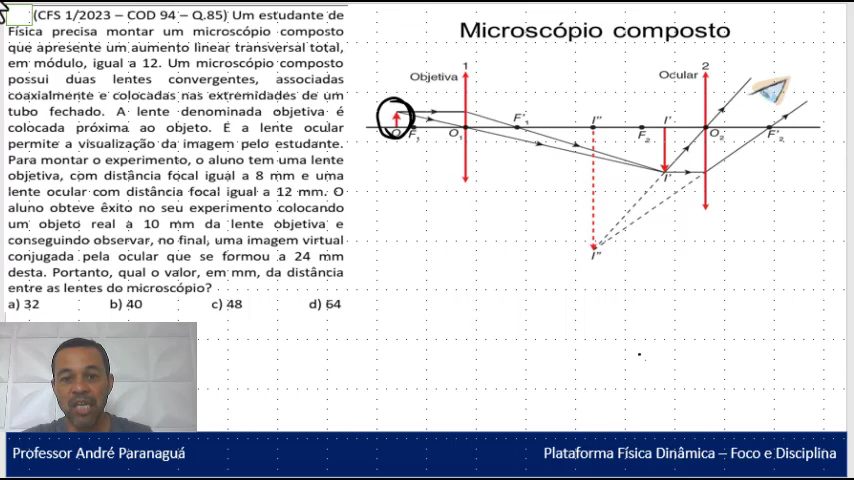 (CFS 1/2023 – COD 94 – Q.85) Um estudante de
Física precisa montar um microscópio composto
que apresente um aumento linear transversal total,
em módulo, igual a 12. Um microscópio composto
possui duas lentes convergentes, associadas
coaxialmente e colocadas nas extremidades de um
tubo fechado. A lente denominada objetiva é
colocada próxima ao objeto. E a lente ocular
permite a visualização da imagem pelo estudante.
Para montar o experimento, o aluno tem uma lente
objetiva, com distância focal igual a 8 mm e uma
lente ocular com distância focal igual a 12 mm. O
aluno obteve êxito no seu experimento colocando
um objeto real a 10 mm da lente objetiva e
conseguindo observar, no final, uma imagem virtual
conjugada pela ocular que se formou a 24 mm
desta. Portanto, qual o valor, em mm, da distância
entre as lentes do microscópio?
a) 32 b) 40 c) 48 d) 64
Microscópio composto
1
Objetiva
2
Ocular
O
F₁
O₁
F'₁
I"
F₂
I'
O₂
F'₂
I'
I"
Professor André Paranaguá
Plataforma Física Dinâmica – Foco e Disciplina